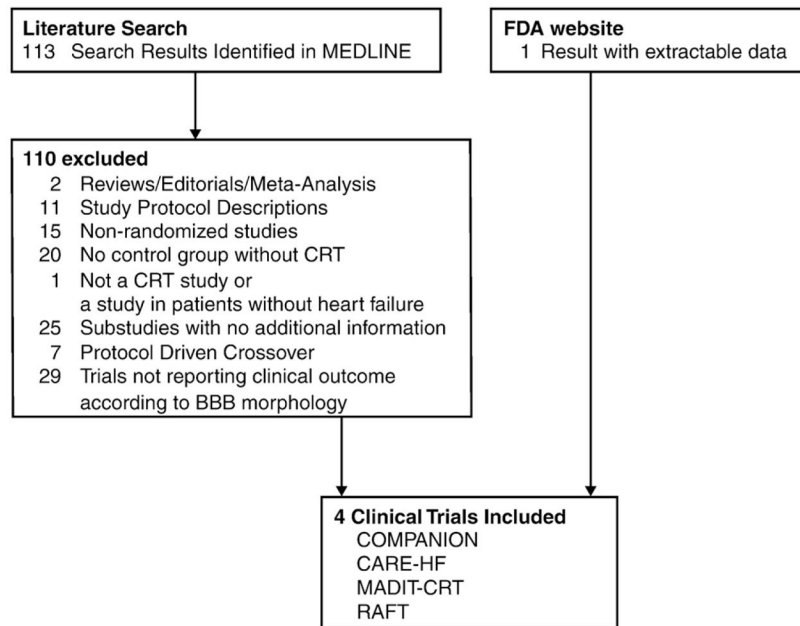 Literature Search
113 Search Results Identified in MEDLINE
FDA website
1 Result with extractable data
110 excluded
2 Reviews/Editorials/Meta-Analysis
11 Study Protocol Descriptions
15 Non-randomized studies
20 No control group without CRT
1 Not a CRT study or
a study in patients without heart failure
25 Substudies with no additional information
7 Protocol Driven Crossover
29 Trials not reporting clinical outcome
according to BBB morphology
4 Clinical Trials Included
COMPANION
CARE-HF
MADIT-CRT
RAFT